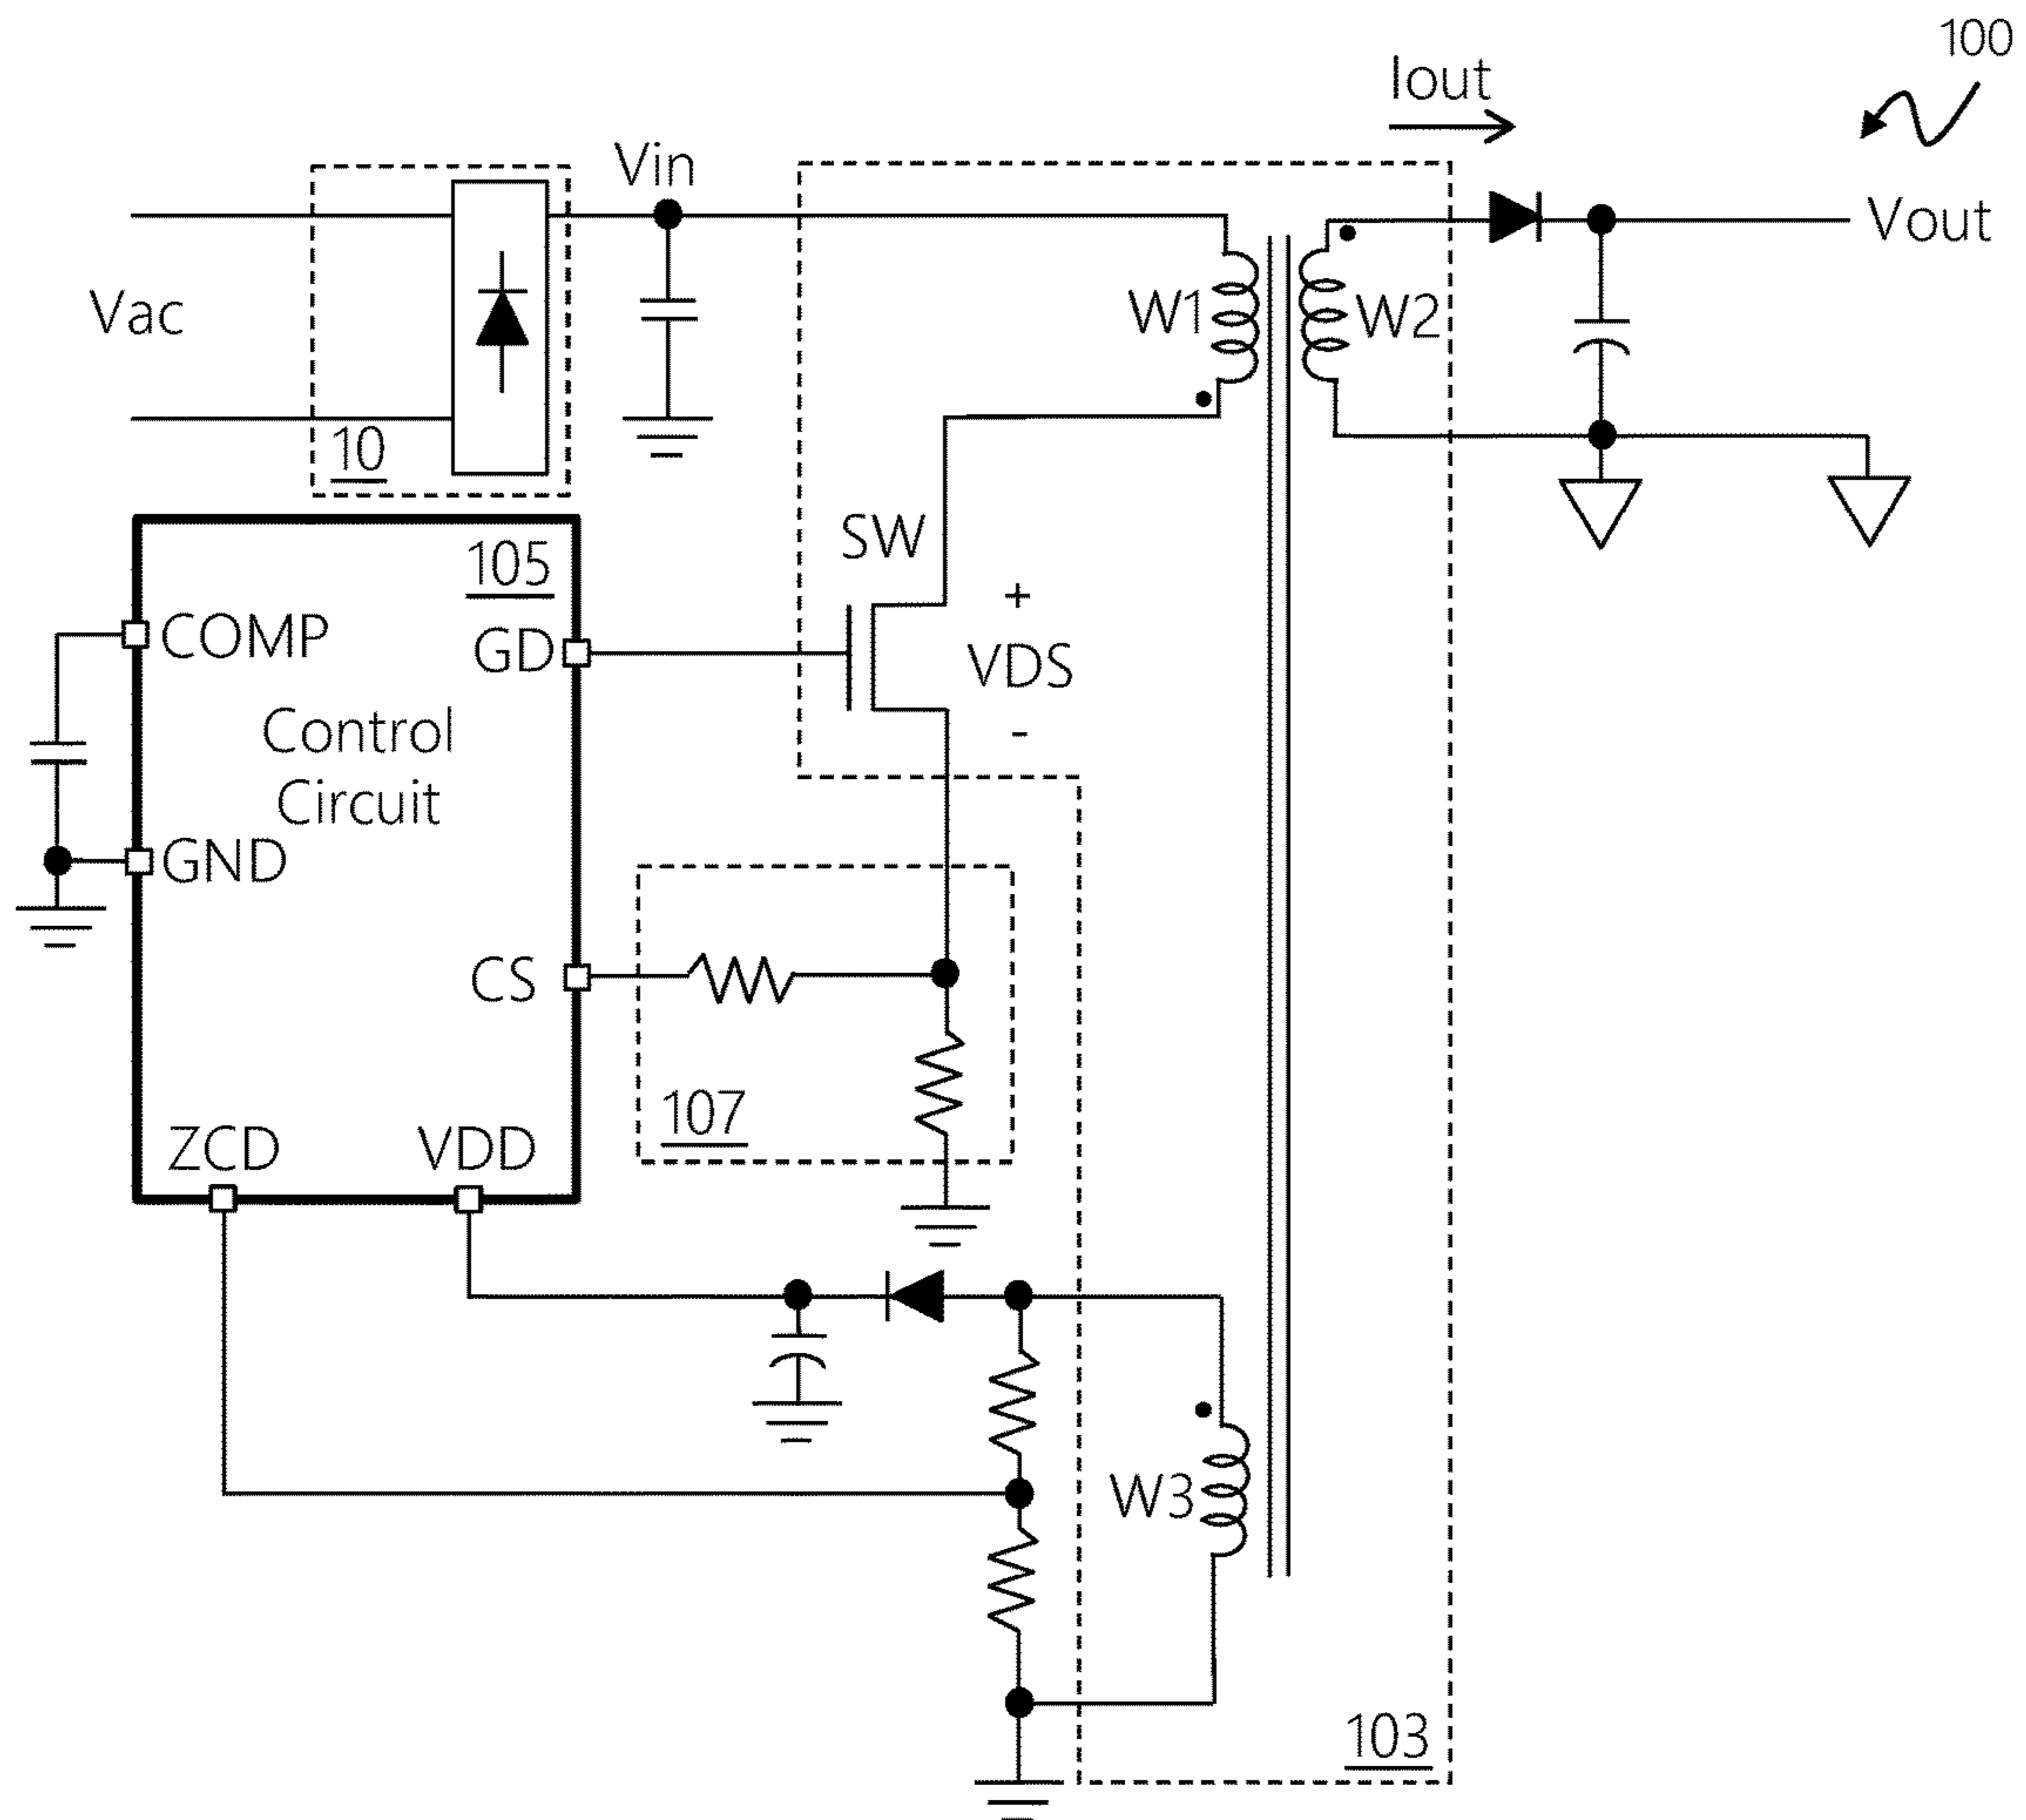 100
Iout
Vin
Vout
Vac
W1
W2
10
SW
105
+
COMP
GD
VDS
Control
-
Circuit
GND
CS
107
ZCD
VDD
W3
103